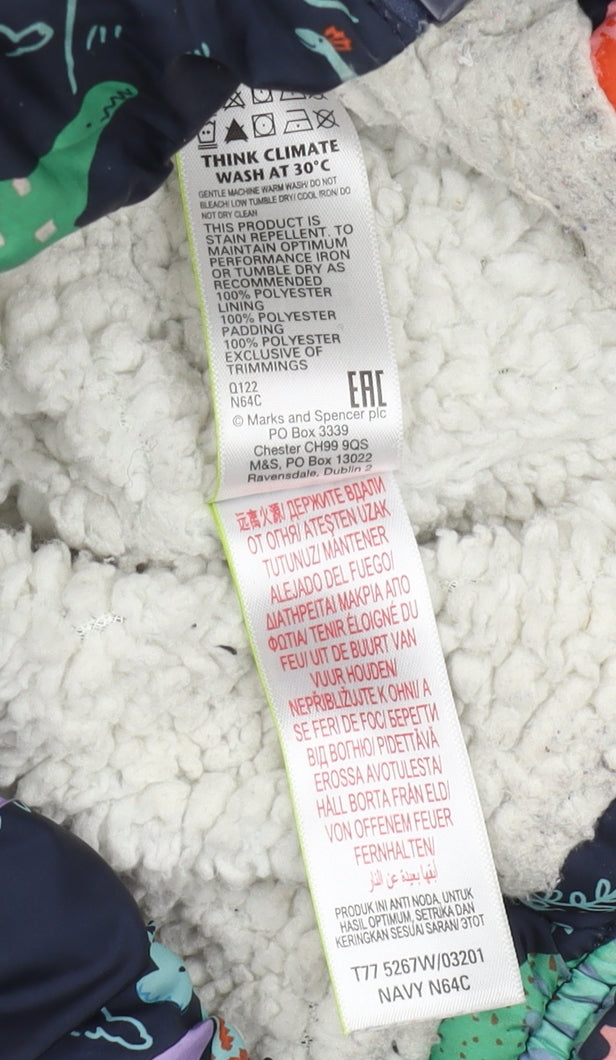 THINK CLIMATE
WASH AT 30°C
GENTLE MACHINE WARM WASH/ DO NOT
BLEACH/ LOW TUMBLE DRY/ COOL IRON/ DO
NOT DRY CLEAN
THIS PRODUCT IS
STAIN REPELLENT. TO
MAINTAIN OPTIMUM
PERFORMANCE IRON
OR TUMBLE DRY AS
RECOMMENDED
100% POLYESTER
LINING
100% POLYESTER
PADDING
100% POLYESTER
EXCLUSIVE OF
TRIMMINGS
Q122
N64C
EAC
© Marks and Spencer plc
PO Box 3339
Chester CH99 9QS
M&S, PO Box 13022
Ravensdale, Dublin 2
远离火源/ ДЕРЖИТЕ ВДАЛИ
ОТ ОГНЯ/ ATEŞTEN UZAK
TUTUNUZ/ MANTENER
ALEJADO DEL FUEGO/
ΔΙΑΤΗΡΕΙΤΑΙ ΜΑΚΡΙΑ ΑΠΟ
ΦΩΤΙΑ/ TENIR ÉLOIGNÉ DU
FEU/ UIT DE BUURT VAN
VUUR HOUDEN/
NEPŘIBLIŽUJTE K OHNI/ A
SE FERI DE FOC/ БЕРЕГТИ
ВІД ВОГНЮ/ PIDETTÄVÄ
EROSSA AVOTULESTA/
HÅLL BORTA FRÅN ELD/
VON OFFENEM FEUER
FERNHALTEN/
أبقها بعيدة عن النار
PRODUK INI ANTI NODA, UNTUK
HASIL OPTIMUM, SETRIKA DAN
KERINGKAN SESUAI SARAN/ ЭТОТ
T77 5267W/03201
NAVY N64C